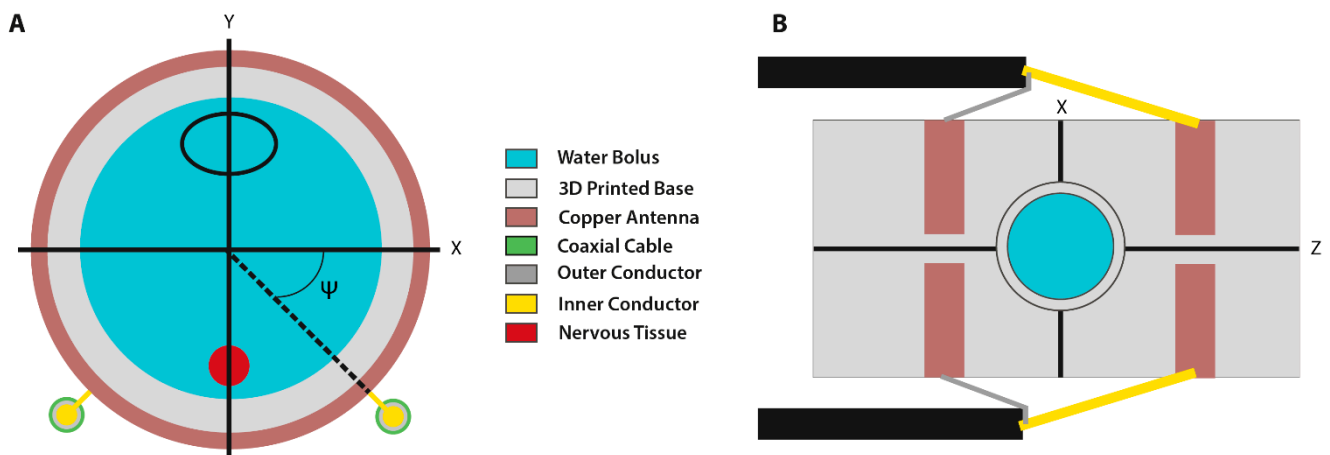 A
Y
X
Ψ
Water Bolus
3D Printed Base
Copper Antenna
Coaxial Cable
Outer Conductor
Inner Conductor
Nervous Tissue
B
X
Z